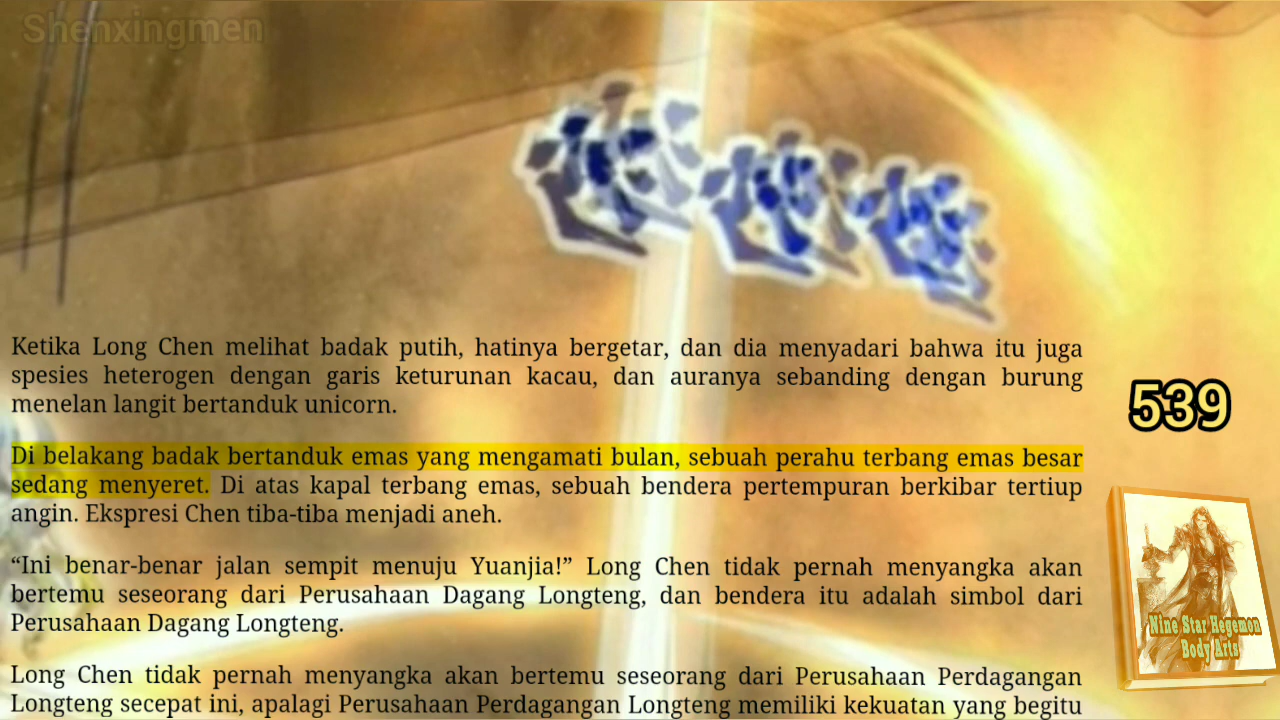 Shenxingmen
Ketika Long Chen melihat badak putih, hatinya bergetar, dan dia menyadari bahwa itu juga
spesies heterogen dengan garis keturunan kacau, dan auranya sebanding dengan burung
menelan langit bertanduk unicorn.
Di belakang badak bertanduk emas yang mengamati bulan, sebuah perahu terbang emas besar
sedang menyeret. Di atas kapal terbang emas, sebuah bendera pertempuran berkibar tertiup
angin. Ekspresi Chen tiba-tiba menjadi aneh.
“Ini benar-benar jalan sempit menuju Yuanjia!” Long Chen tidak pernah menyangka akan
bertemu seseorang dari Perusahaan Dagang Longteng, dan bendera itu adalah simbol dari
Perusahaan Dagang Longteng.
Long Chen tidak pernah menyangka akan bertemu seseorang dari Perusahaan Perdagangan
Longteng secepat ini, apalagi Perusahaan Perdagangan Longteng memiliki kekuatan yang begitu
539
Nine Star Hegemon
Body Arts